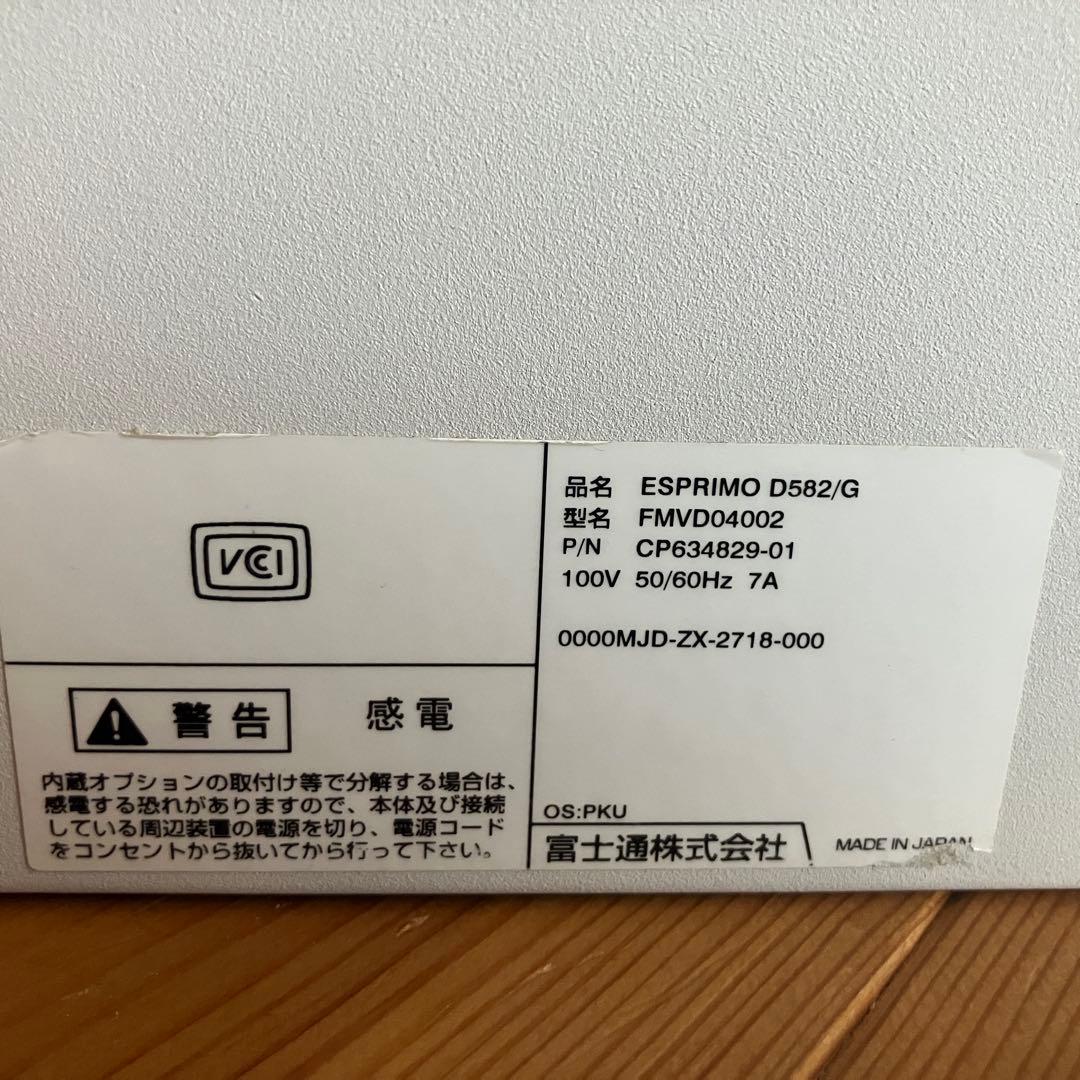 VCCI
警告 感電
内蔵オプションの取付け等で分解する場合は、
感電する恐れがありますので、本体及び接続
している周辺装置の電源を切り、電源コード
をコンセントから抜いてから行って下さい。
品名 ESPRIMO D582/G
型名 FMVD04002
P/N CP634829-01
100V 50/60Hz 7A
0000MJD-ZX-2718-000
OS:PKU
富士通株式会社 MADE IN JAPAN